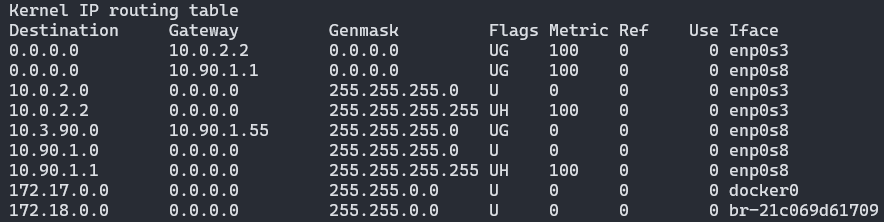 Kernel IP routing table
Destination     Gateway         Genmask         Flags Metric Ref    Use Iface
0.0.0.0         10.0.2.2        0.0.0.0         UG    100    0        0 enp0s3
0.0.0.0         10.90.1.1       0.0.0.0         UG    100    0        0 enp0s8
10.0.2.0        0.0.0.0         255.255.255.0   U     0      0        0 enp0s3
10.0.2.2        0.0.0.0         255.255.255.255 UH    100    0        0 enp0s3
10.3.90.0       10.90.1.55      255.255.255.0   UG    0      0        0 enp0s8
10.90.1.0       0.0.0.0         255.255.255.0   U     0      0        0 enp0s8
10.90.1.1       0.0.0.0         255.255.255.255 UH    100    0        0 enp0s8
172.17.0.0      0.0.0.0         255.255.0.0     U     0      0        0 docker0
172.18.0.0      0.0.0.0         255.255.0.0     U     0      0        0 br-21c069d61709